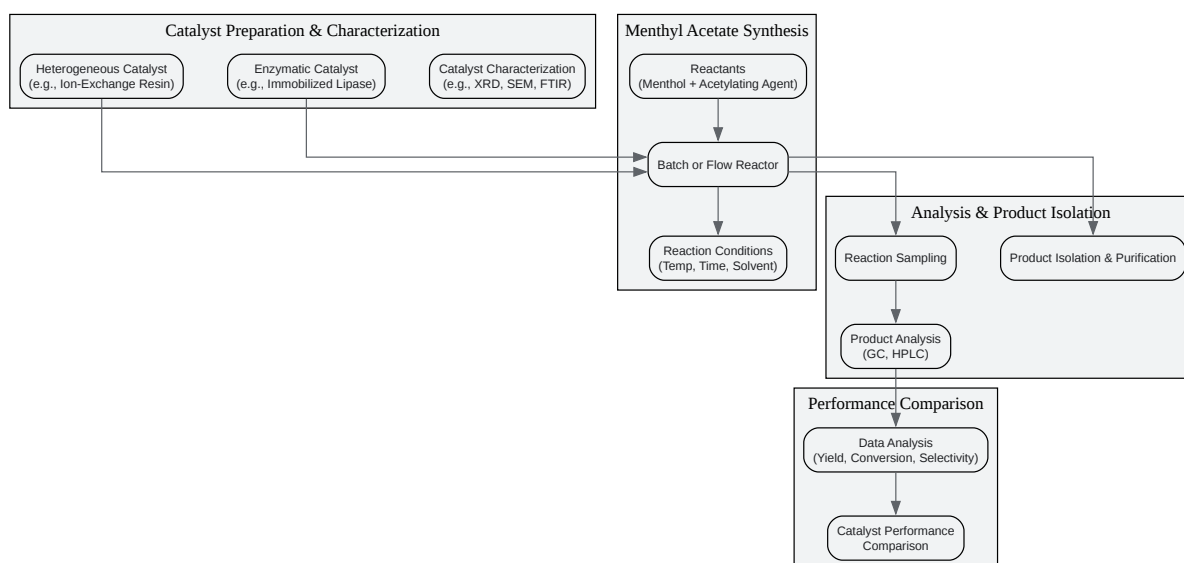 Catalyst Preparation & Characterization
Heterogeneous Catalyst
(e.g., Ion-Exchange Resin)
Enzymatic Catalyst
(e.g., Immobilized Lipase)
Catalyst Characterization
(e.g., XRD, SEM, FTIR)
Menthyl Acetate Synthesis
Reactants
(Menthol + Acetylating Agent)
Batch or Flow Reactor
Reaction Conditions
(Temp, Time, Solvent)
Analysis & Product Isolation
Reaction Sampling
Product Isolation & Purification
Product Analysis
(GC, HPLC)
Performance Comparison
Data Analysis
(Yield, Conversion, Selectivity)
Catalyst Performance
Comparison